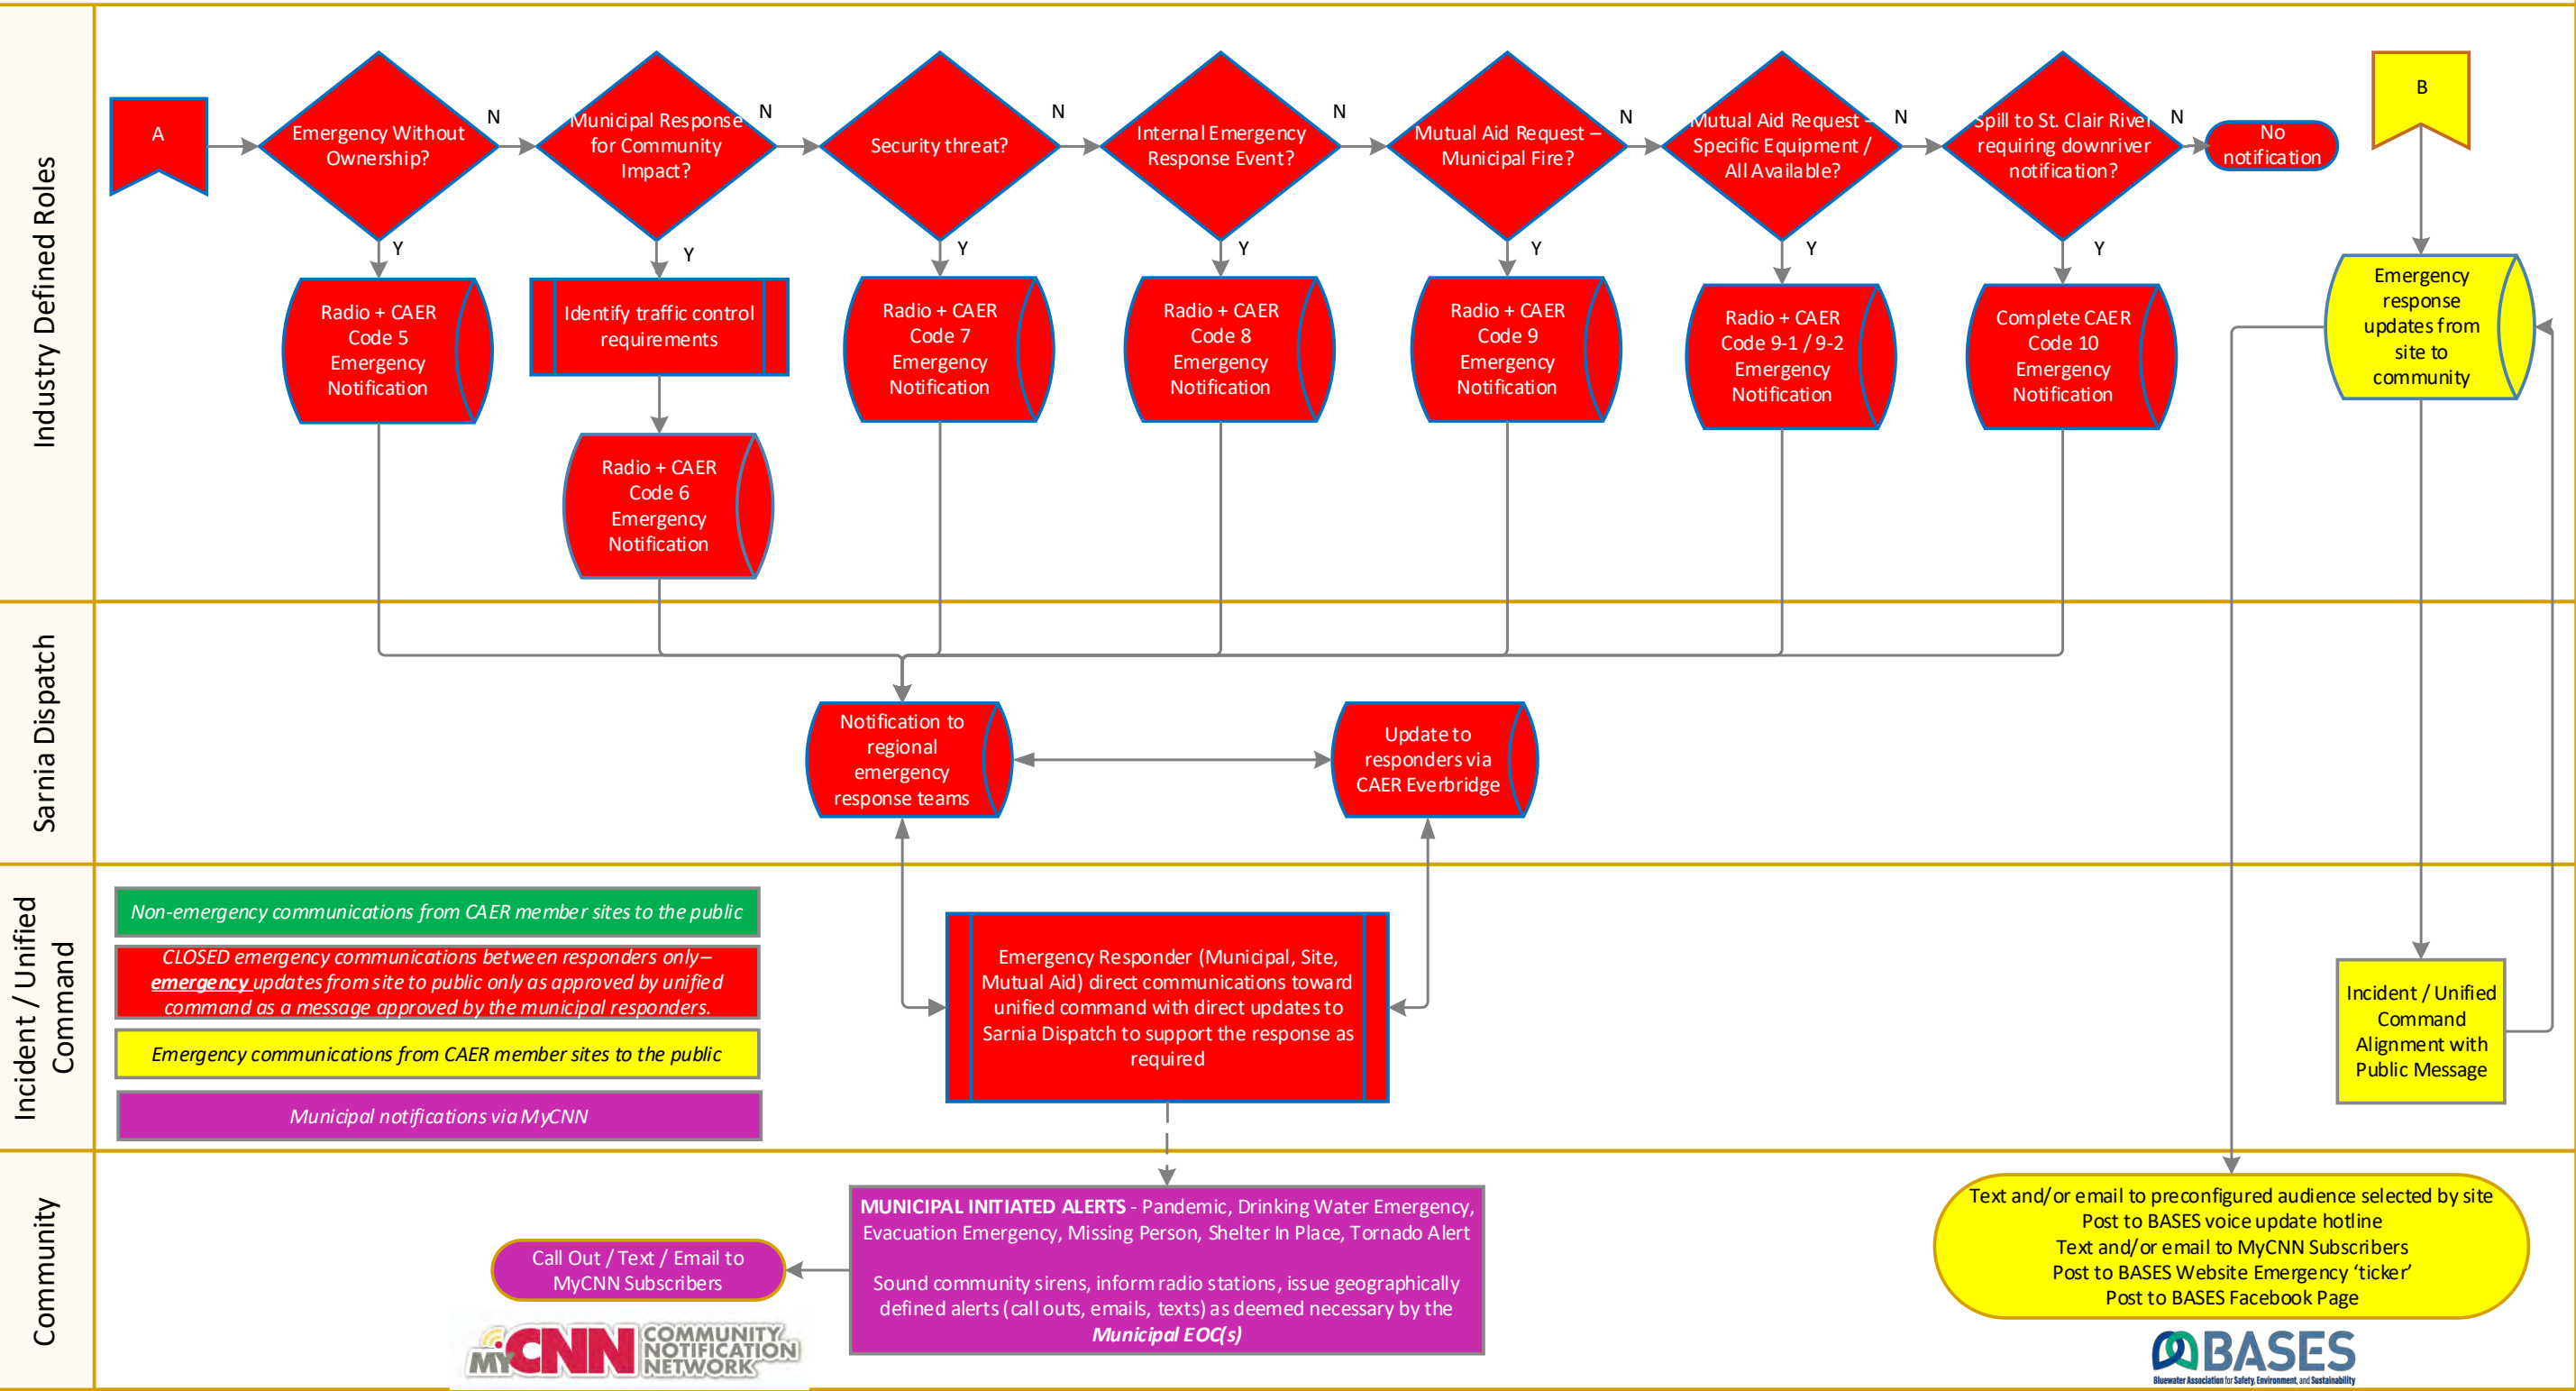 Industry Defined Roles
A
Emergency Without
Ownership?
N
Y
Municipal Response
for Community
Impact?
N
Y
Security threat?
N
Y
Internal Emergency
Response Event?
N
Y
Mutual Aid Request –
Municipal Fire?
N
Y
Mutual Aid Request –
Specific Equipment /
All Available?
N
Y
Spill to St. Clair River
requiring downriver
notification?
N
Y
No
notification
B
Radio + CAER
Code 5
Emergency
Notification
Identify traffic control
requirements
Radio + CAER
Code 6
Emergency
Notification
Radio + CAER
Code 7
Emergency
Notification
Radio + CAER
Code 8
Emergency
Notification
Radio + CAER
Code 9
Emergency
Notification
Radio + CAER
Code 9-1 / 9-2
Emergency
Notification
Complete CAER
Code 10
Emergency
Notification
Emergency
response
updates from
site to
community
Sarnia Dispatch
Notification to
regional
emergency
response teams
Update to
responders via
CAER Everbridge
Incident / Unified
Command
Non-emergency communications from CAER member sites to the public
CLOSED emergency communications between responders only–
emergency updates from site to public only as approved by unified
command as a message approved by the municipal responders.
Emergency communications from CAER member sites to the public
Municipal notifications via MyCNN
Emergency Responder (Municipal, Site,
Mutual Aid) direct communications toward
unified command with direct updates to
Sarnia Dispatch to support the response as
required
Incident / Unified
Command
Alignment with
Public Message
Community
Call Out / Text / Email to
MyCNN Subscribers
MYCNN COMMUNITY
NOTIFICATION
NETWORK
MUNICIPAL INITIATED ALERTS - Pandemic, Drinking Water Emergency,
Evacuation Emergency, Missing Person, Shelter In Place, Tornado Alert
Sound community sirens, inform radio stations, issue geographically
defined alerts (call outs, emails, texts) as deemed necessary by the
Municipal EOC(s)
Text and/or email to preconfigured audience selected by site
Post to BASES voice update hotline
Text and/or email to MyCNN Subscribers
Post to BASES Website Emergency ‘ticker’
Post to BASES Facebook Page
BASES
Bluewater Association for Safety, Environment, and Sustainability